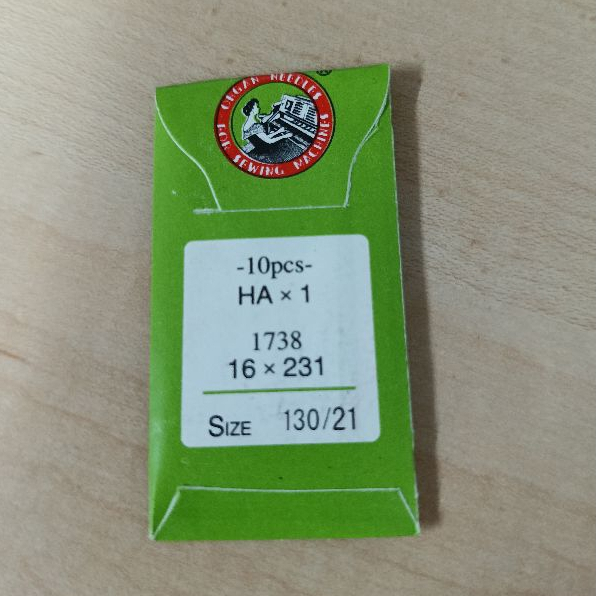 ORGAN NEEDLES
FOR SEWING MACHINES
®
-10pcs-
HA × 1
1738
16 × 231
SIZE 130/21